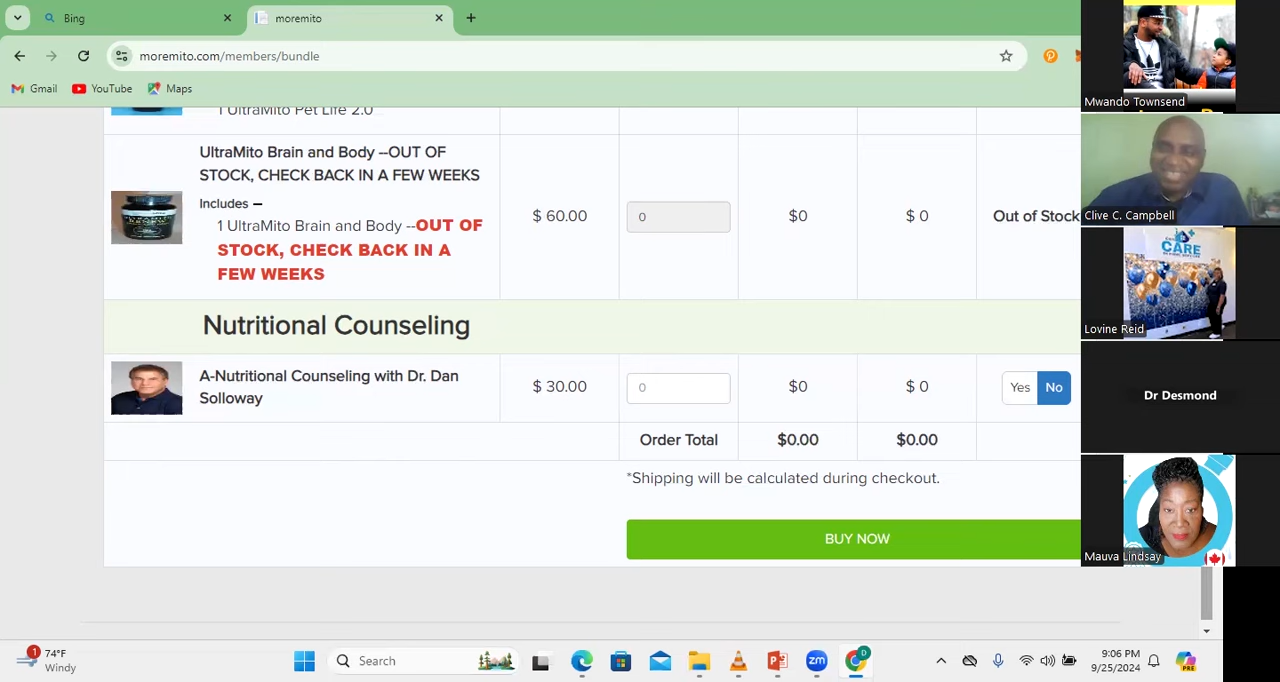 Bing
moremito
moremito.com/members/bundle
Gmail
YouTube
Maps
1 UltraMito Pet Life 2.0
UltraMito Brain and Body --OUT OF
STOCK, CHECK BACK IN A FEW WEEKS
Includes –
1 UltraMito Brain and Body --OUT OF
STOCK, CHECK BACK IN A
FEW WEEKS
$ 60.00
0
$0
$ 0
Out of Stock
Nutritional Counseling
A-Nutritional Counseling with Dr. Dan
Solloway
$ 30.00
0
$0
$ 0
Yes
No
Order Total
$0.00
$0.00
*Shipping will be calculated during checkout.
BUY NOW
Mwando Townsend
Clive C. Campbell
CARE
Lovine Reid
Dr Desmond
Mauva Lindsay
1
74°F
Windy
Search
zm
D
9:06 PM
9/25/2024
PRE